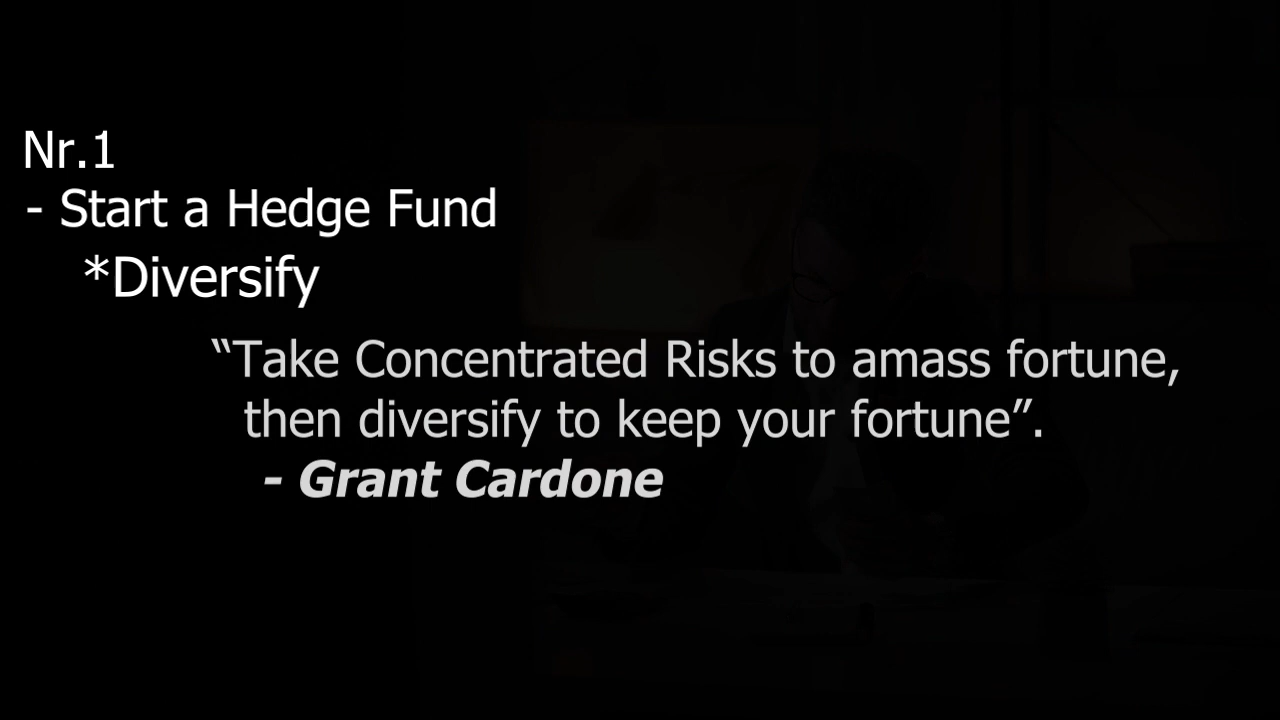 Nr.1
- Start a Hedge Fund
*Diversify
“Take Concentrated Risks to amass fortune,
then diversify to keep your fortune”.
- Grant Cardone